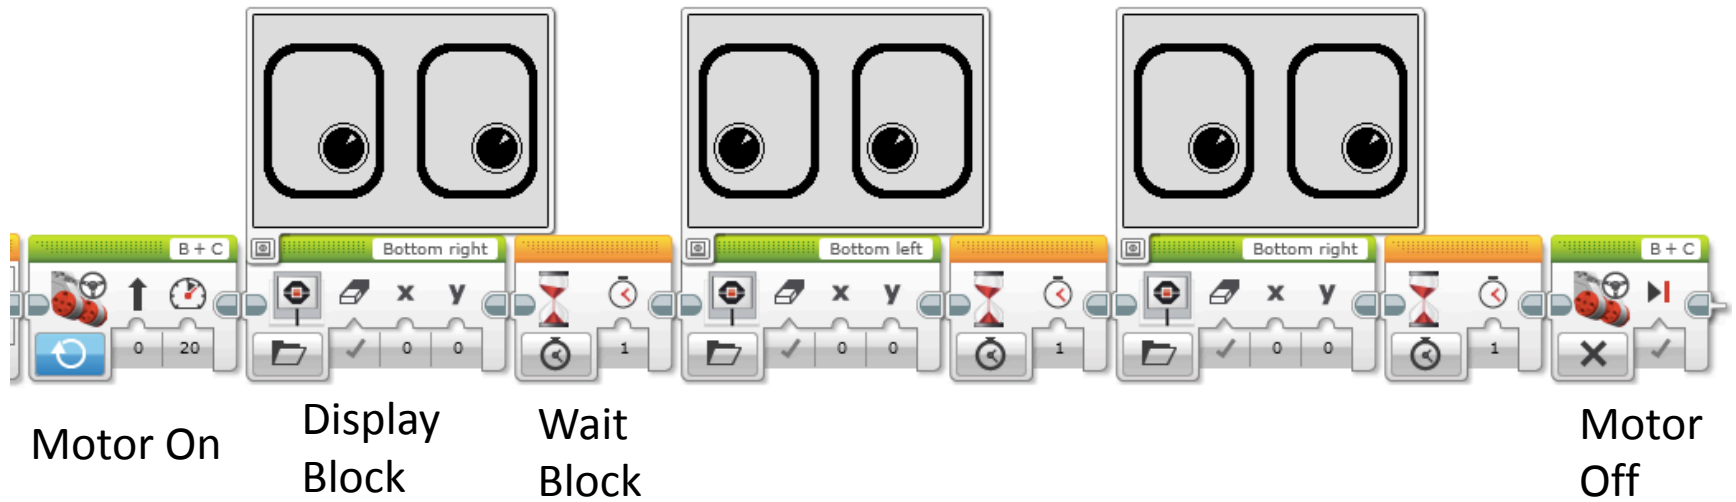 B + C
Bottom right
Bottom left
Bottom right
B + C
x y
x y
x y
0 20
0 0
1
0 0
1
0 0
1
Motor On
Display
Block
Wait
Block
Motor
Off